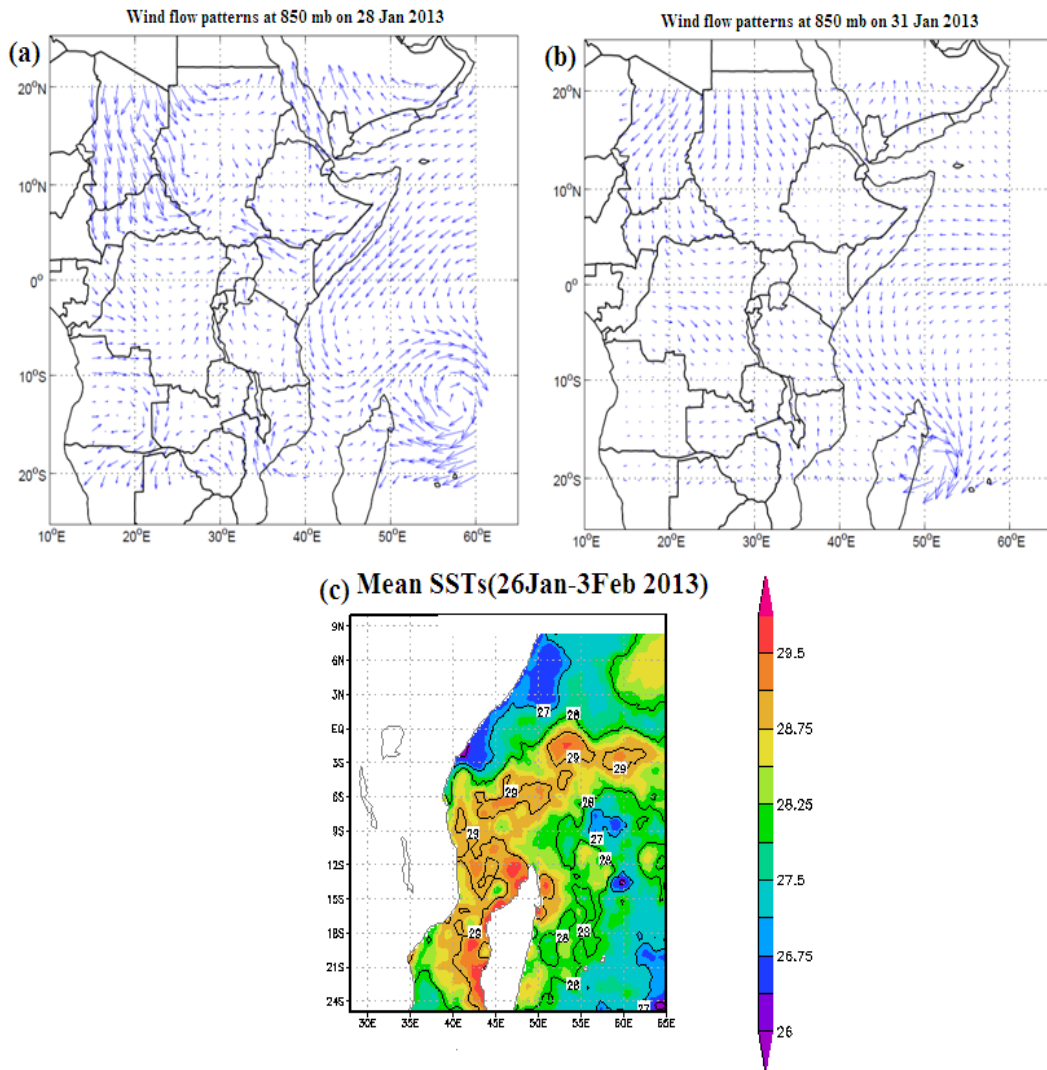 Wind flow patterns at 850 mb on 28 Jan 2013
Wind flow patterns at 850 mb on 31 Jan 2013
(a)
20°N
10°N
0°
10°S
20°S
10°E 20°E 30°E 40°E 50°E 60°E
(b)
20°N
10°N
0°
10°S
20°S
10°E 20°E 30°E 40°E 50°E 60°E
(c) Mean SSTs(26Jan-3Feb 2013)
9N
6N
3N
EQ
3S
6S
9S
12S
15S
18S
21S
24S
30E 35E 40E 45E 50E 55E 60E 65E
27 28
29 29
29 28
29 27
28
29 28 28
28 27
29.5
28.75
28.25
27.5
26.75
26